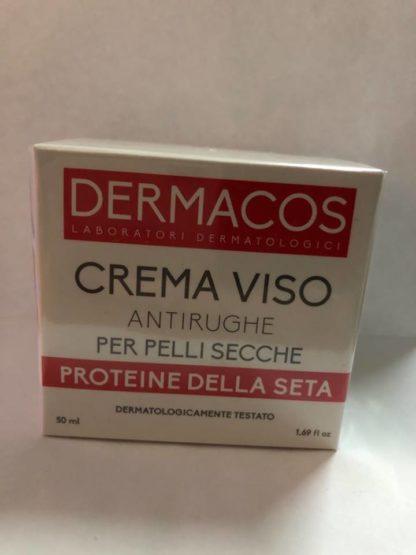 DERMACOS
LABORATORI DERMATOLOGICI
CREMA VISO
ANTIRUGHE
PER PELLI SECCHE
PROTEINE DELLA SETA
DERMATOLOGICAMENTE TESTATO
50 ml
1.69 fl oz